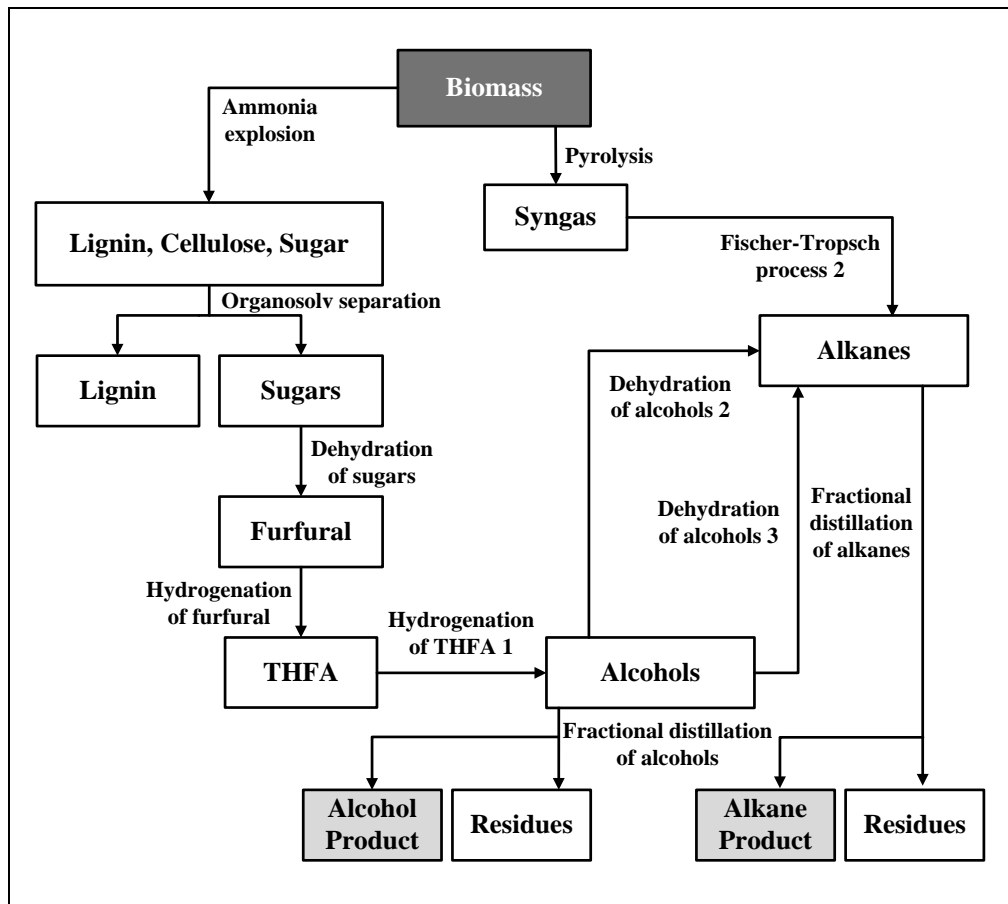 Biomass
Ammonia
explosion
Pyrolysis
Syngas
Lignin, Cellulose, Sugar
Fischer-Tropsch
process 2
Organosolv separation
Alkanes
Lignin
Sugars
Dehydration
of alcohols 2
Dehydration
of sugars
Dehydration
of alcohols 3
Fractional
distillation
of alkanes
Furfural
Hydrogenation
of furfural
Hydrogenation
of THFA 1
THFA
Alcohols
Fractional distillation
of alcohols
Alcohol
Product
Residues
Alkane
Product
Residues